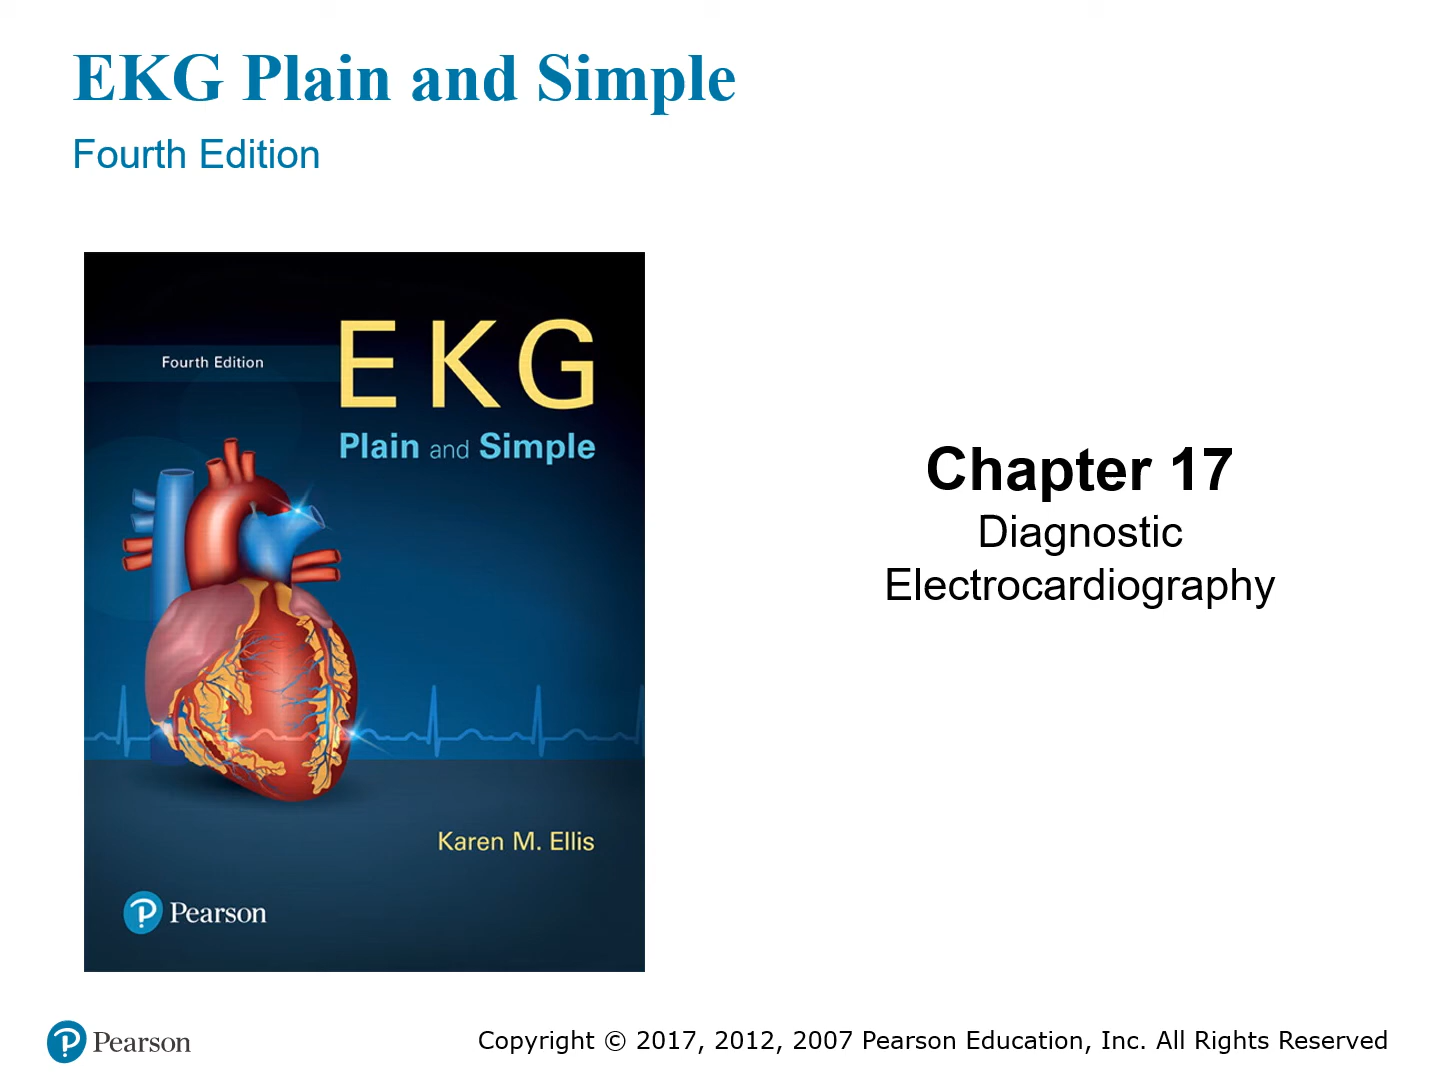 EKG Plain and Simple
Fourth Edition
Fourth Edition
EKG
Plain and Simple
Karen M. Ellis
Pearson
Chapter 17
Diagnostic
Electrocardiography
Pearson
Copyright © 2017, 2012, 2007 Pearson Education, Inc. All Rights Reserved